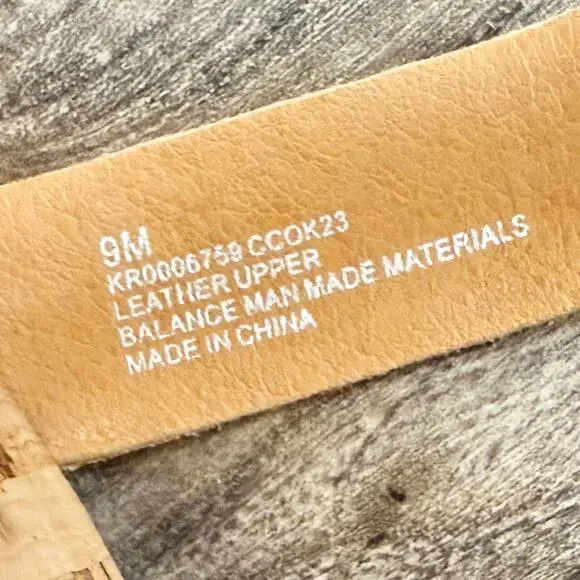 9M
KR0006759 CCOK23
LEATHER UPPER
BALANCE MAN MADE MATERIALS
MADE IN CHINA